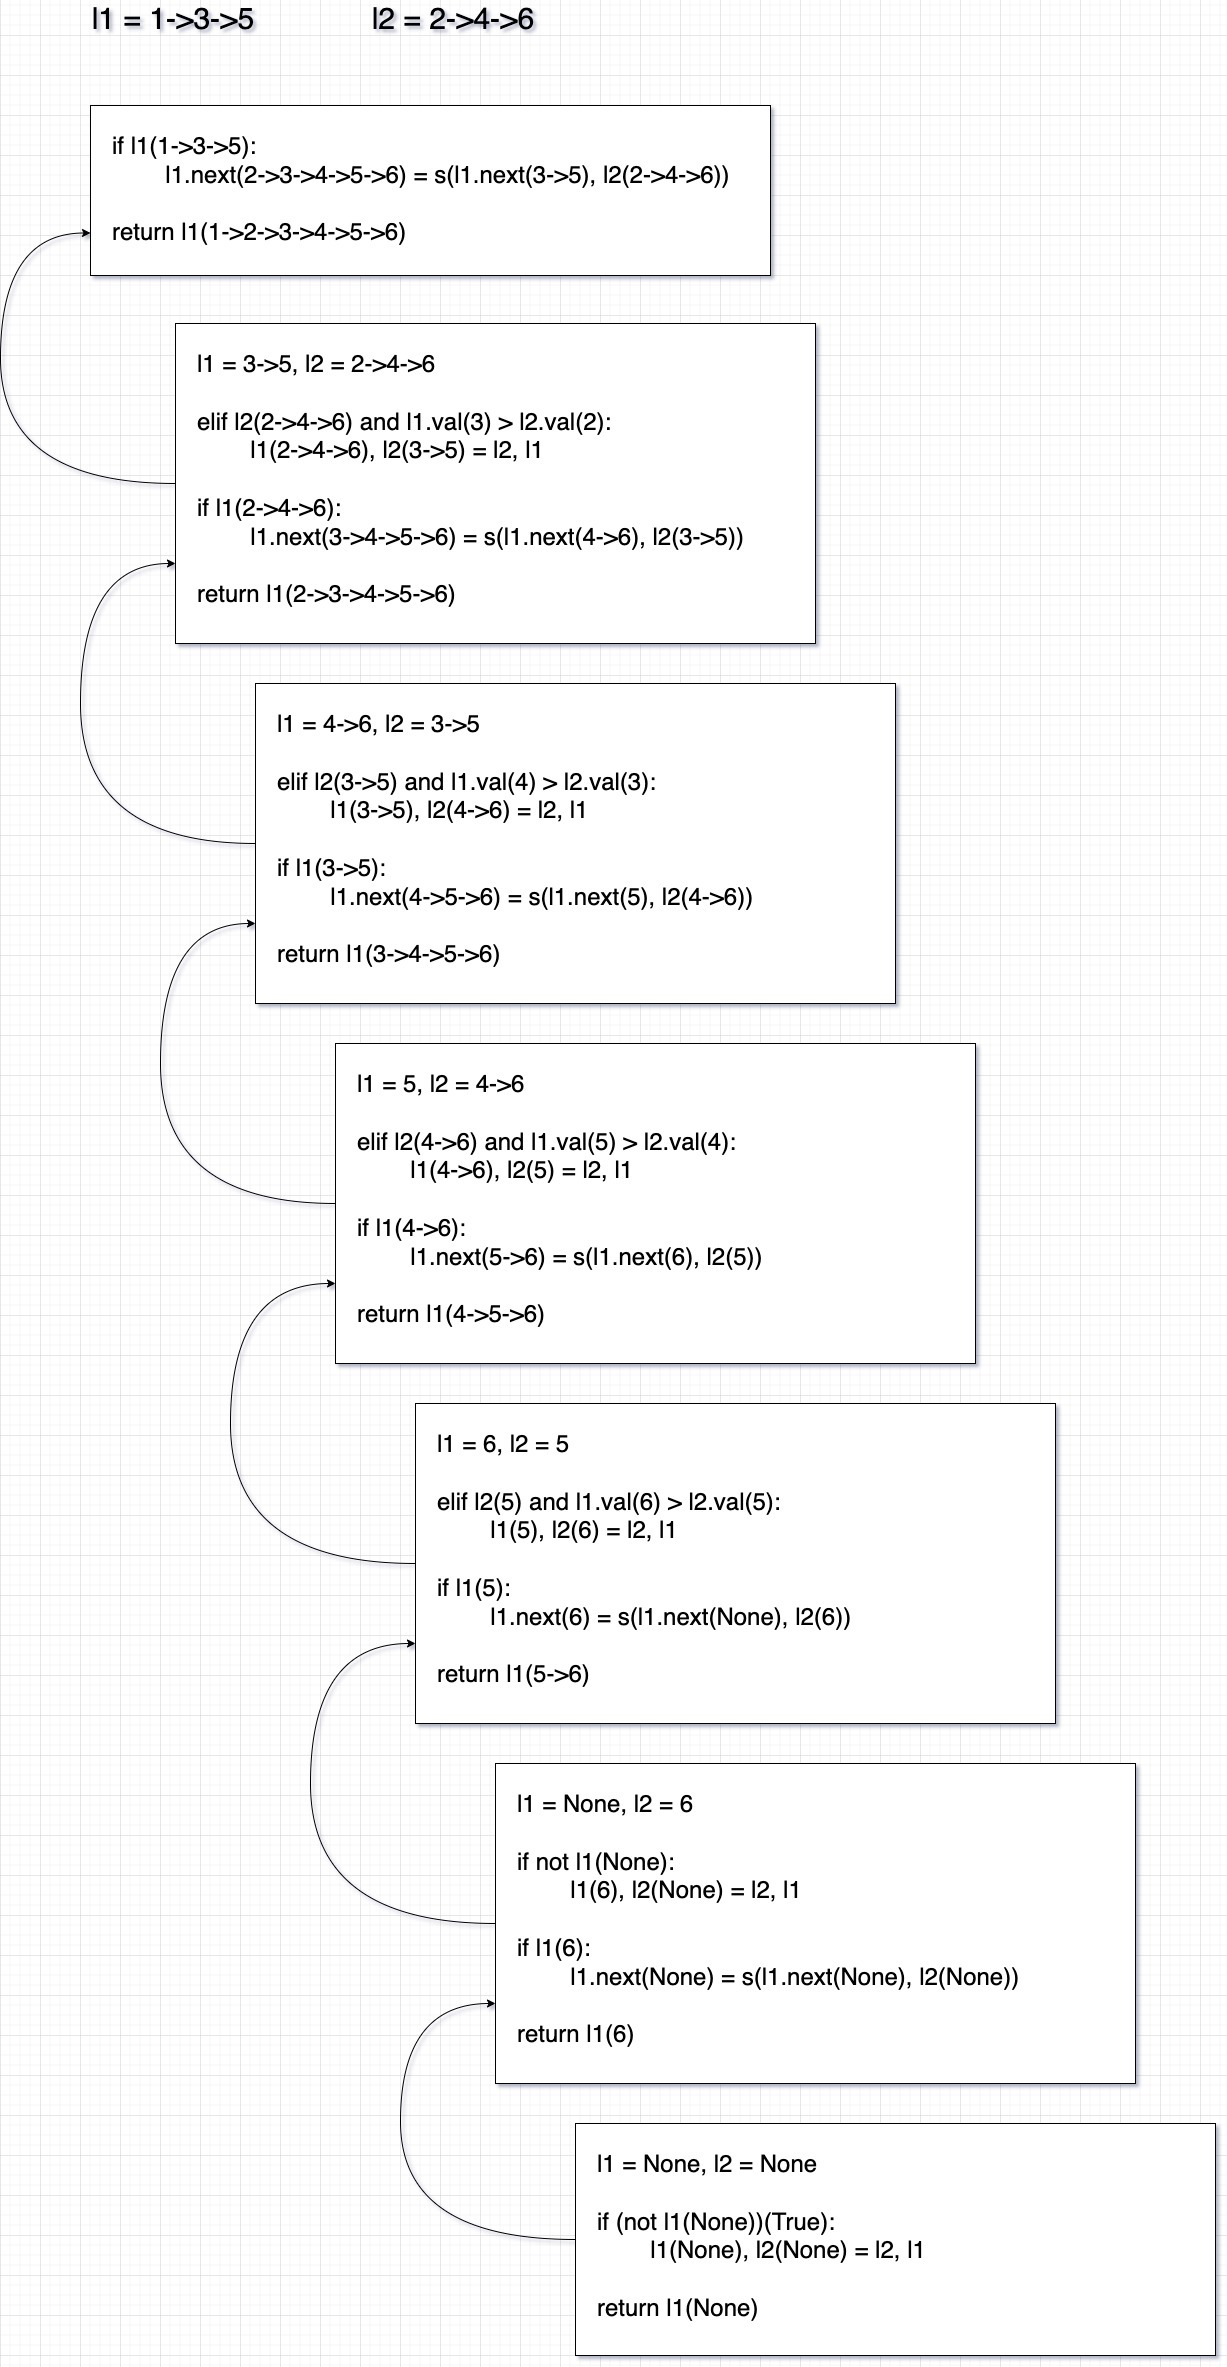 l1 = 1->3->5
l2 = 2->4->6
if l1(1->3->5):
l1.next(2->3->4->5->6) = s(l1.next(3->5), l2(2->4->6))
return l1(1->2->3->4->5->6)
l1 = 3->5, l2 = 2->4->6
elif l2(2->4->6) and l1.val(3) > l2.val(2):
l1(2->4->6), l2(3->5) = l2, l1
if l1(2->4->6):
l1.next(3->4->5->6) = s(l1.next(4->6), l2(3->5))
return l1(2->3->4->5->6)
l1 = 4->6, l2 = 3->5
elif l2(3->5) and l1.val(4) > l2.val(3):
l1(3->5), l2(4->6) = l2, l1
if l1(3->5):
l1.next(4->5->6) = s(l1.next(5), l2(4->6))
return l1(3->4->5->6)
l1 = 5, l2 = 4->6
elif l2(4->6) and l1.val(5) > l2.val(4):
l1(4->6), l2(5) = l2, l1
if l1(4->6):
l1.next(5->6) = s(l1.next(6), l2(5))
return l1(4->5->6)
l1 = 6, l2 = 5
elif l2(5) and l1.val(6) > l2.val(5):
l1(5), l2(6) = l2, l1
if l1(5):
l1.next(6) = s(l1.next(None), l2(6))
return l1(5->6)
l1 = None, l2 = 6
if not l1(None):
l1(6), l2(None) = l2, l1
if l1(6):
l1.next(None) = s(l1.next(None), l2(None))
return l1(6)
l1 = None, l2 = None
if (not l1(None))(True):
l1(None), l2(None) = l2, l1
return l1(None)